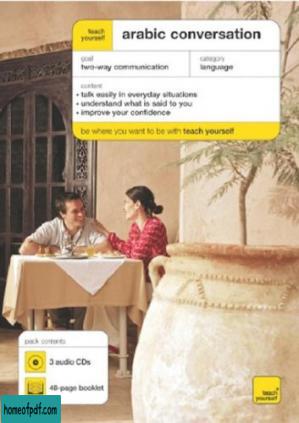 teach yourself
arabic conversation
goal
two-way communication
category
language
content
• talk easily in everyday situations
• understand what is said to you
• improve your confidence
be where you want to be with teach yourself
pack contents
3 audio CDs
48-page booklet
teach yourself
homeofpdf.com